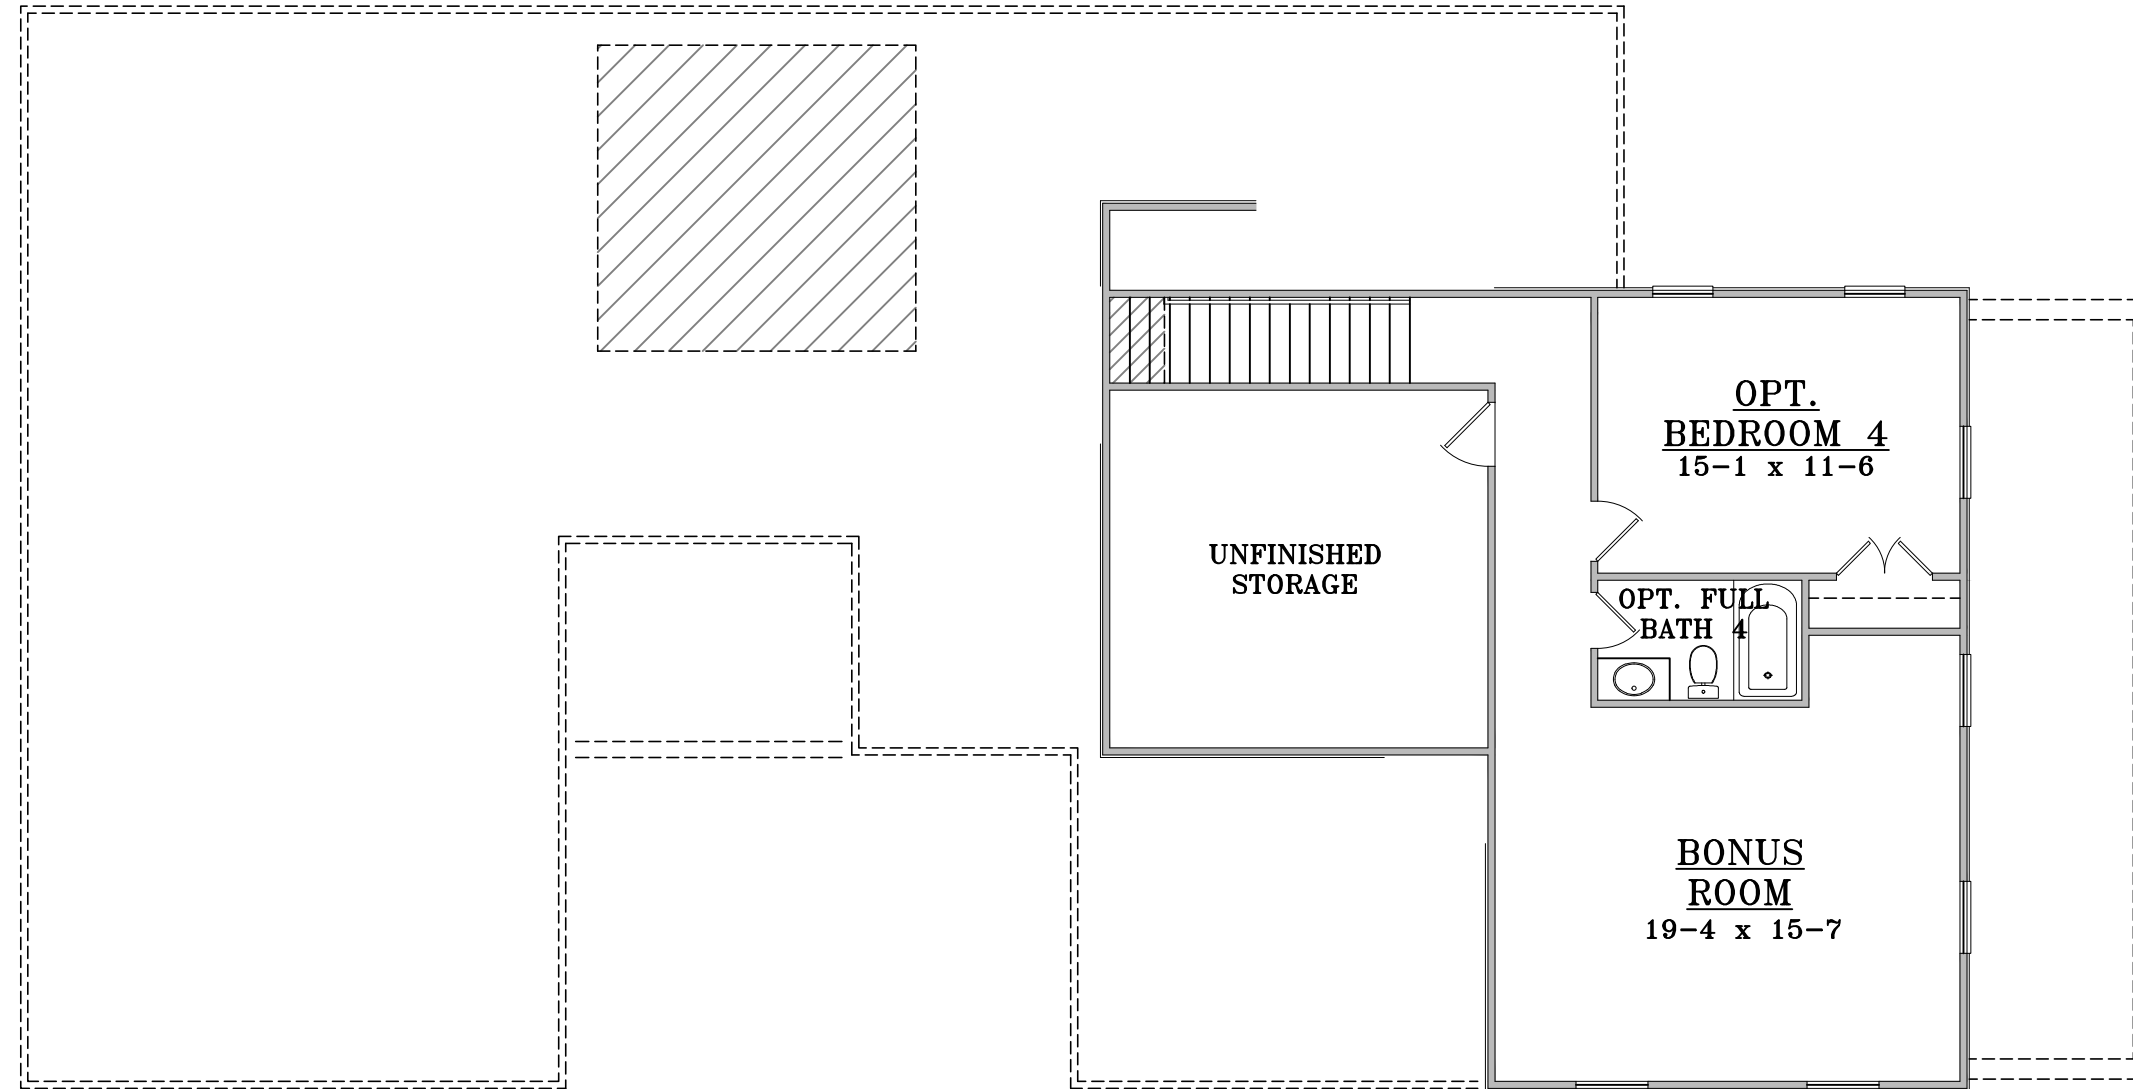 OPT.
BEDROOM 4
15-1 x 11-6
UNFINISHED
STORAGE
OPT. FULL
BATH 4
BONUS
ROOM
19-4 x 15-7